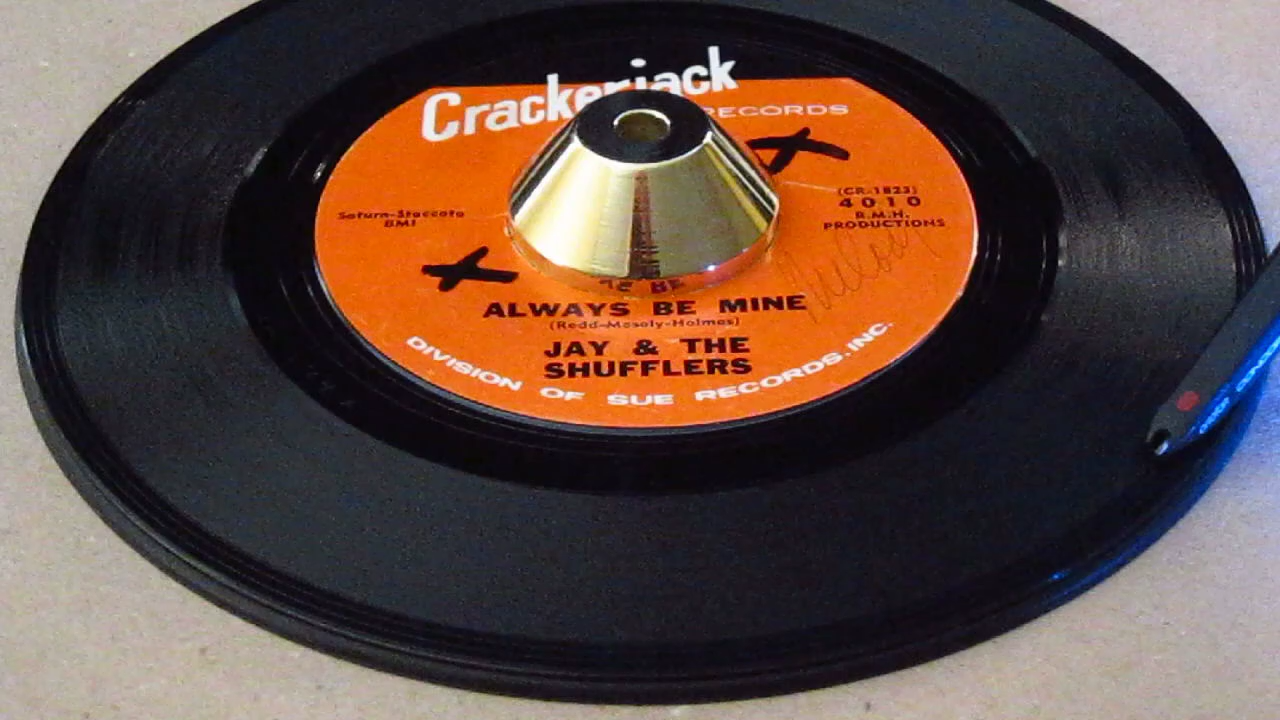 Crackerjack
RECORDS
(CR-1823)
4010
B.M.H.
PRODUCTIONS
Saturn-Staccato
BMI
ALWAYS BE MINE
(Redd-Mosely-Holmes)
JAY & THE
SHUFFLERS
DIVISION OF SUE RECORDS, INC.